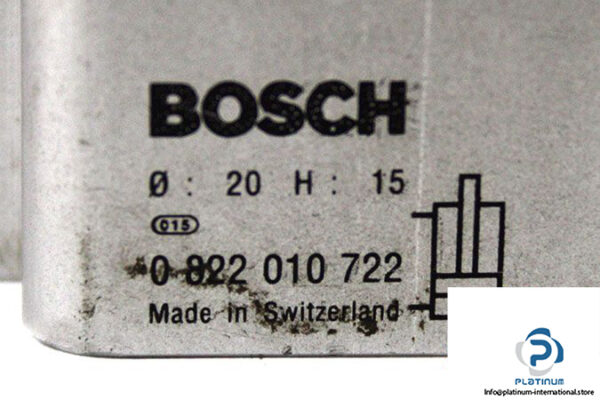 BOSCH
Ø : 20 H : 15
015
0 822 010 722
Made in Switzerland
P
PLATINUM
Info@platinum-international.store